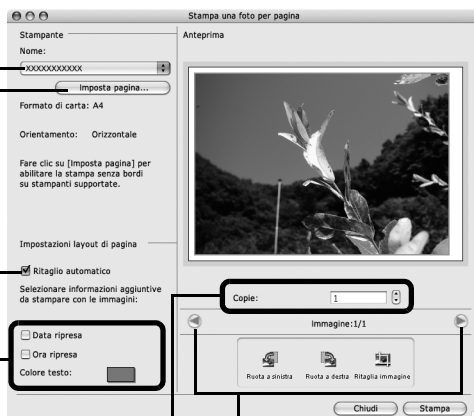 Stampa una foto per pagina
Stampante
Nome:
XXXXXXXXXXX
Imposta pagina...
Formato di carta: A4
Orientamento: Orizzontale
Fare clic su [Imposta pagina] per
abilitare la stampa senza bordi
su stampanti supportate.
Impostazioni layout di pagina:
Ritaglio automatico
Selezionare informazioni aggiuntive
da stampare con le immagini:
Data ripresa
Ora ripresa
Colore testo:
Anteprima
Copie: 1
Immagine:1/1
Ruota a sinistra Ruota a destra Ritaglia immagine
Chiudi Stampa